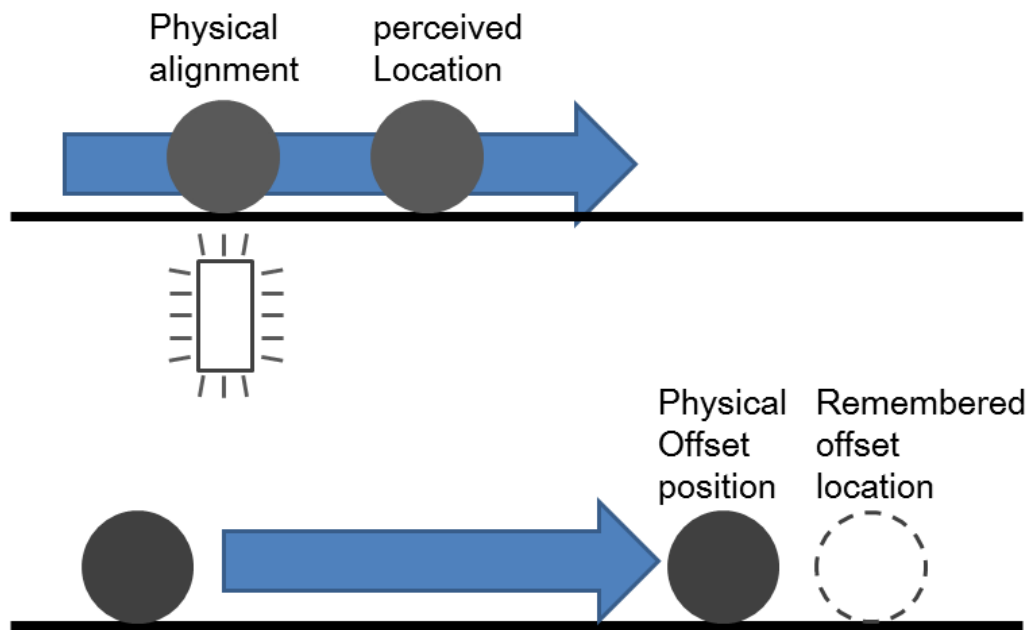 Physical
alignment
perceived
Location
Physical
Offset
position
Remembered
offset
location